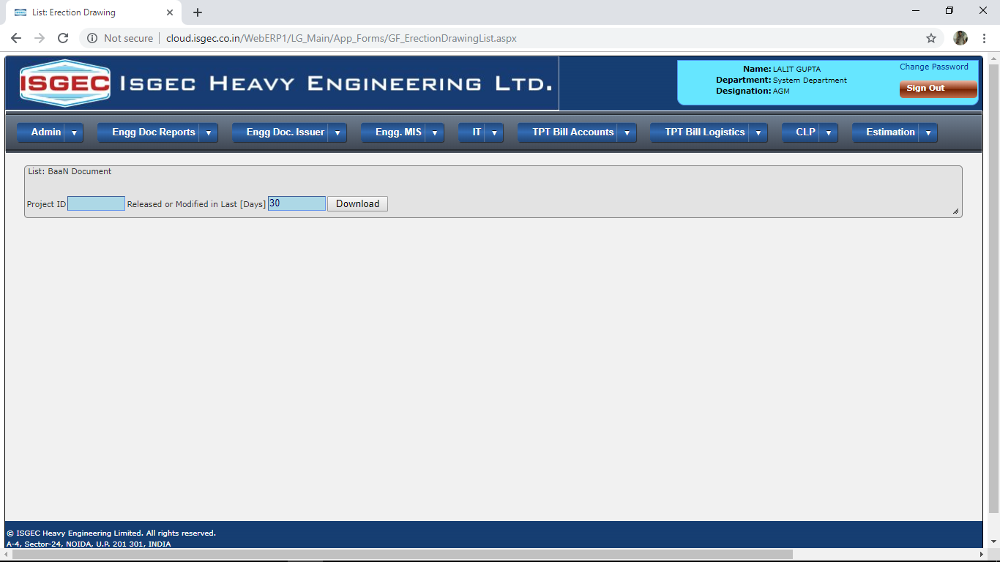 List: Erection Drawing
Not secure cloud.isgec.co.in/WebERP1/LG_Main/App_Forms/GF_ErectionDrawingList.aspx
ISGEC ISGEC HEAVY ENGINEERING LTD.
Name: LALIT GUPTA
Department: System Department
Designation: AGM
Change Password
Sign Out
Admin Engg Doc Reports Engg Doc. Issuer Engg. MIS IT TPT Bill Accounts TPT Bill Logistics CLP Estimation
List: BaaN Document
Project ID Released or Modified in Last [Days] 30 Download
© ISGEC Heavy Engineering Limited. All rights reserved.
A-4, Sector-24, NOIDA, U.P. 201 301, INDIA